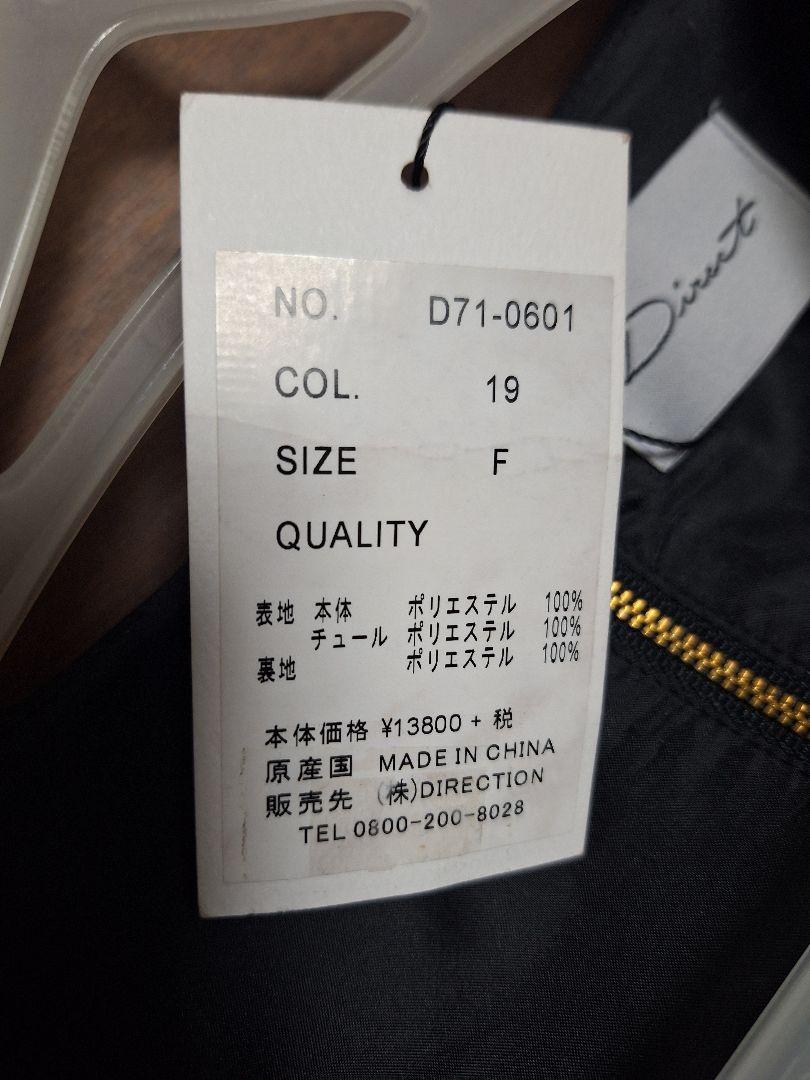 NO. D71-0601
COL. 19
SIZE F
QUALITY
表地 本体 ポリエステル 100%
チュール ポリエステル 100%
裏地 ポリエステル 100%
本体価格 ¥13800 + 税
原産国 MADE IN CHINA
販売先 (株)DIRECTION
TEL 0800-200-8028
Direct